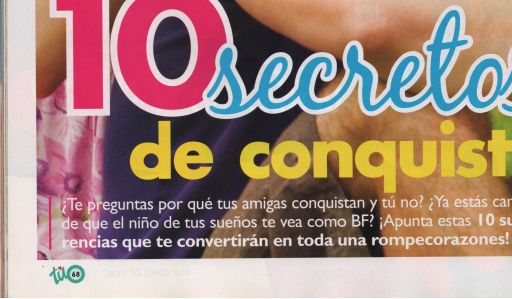 10 secretos
de conquist
¿Te preguntas por qué tus amigas conquistan y tú no? ¿Ya estás can
de que el niño de tus sueños te vea como BF? ¡Apunta estas 10 su
rencias que te convertirán en toda una rompecorazones!
tú 68